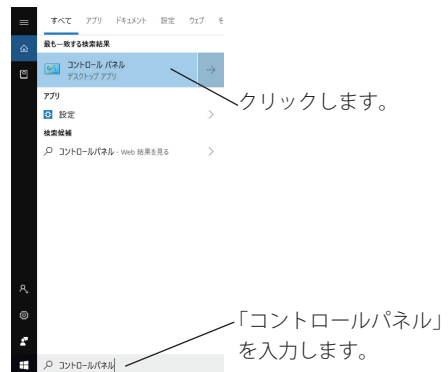 すべて アプリ ドキュメント 設定 ウェブ
最も一致する検索結果
コントロール パネル
デスクトップ アプリ
クリックします。
アプリ
設定
検索候補
コントロールパネル - Web 結果を見る
「コントロールパネル」
を入力します。
コントロールパネル